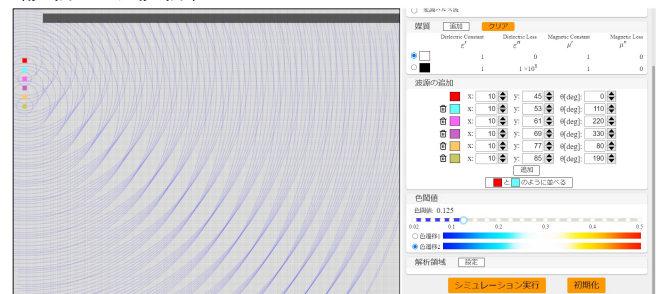 媒質 追加 クリア
Dielectric Constant Dielectric Loss Magnetic Constant Magnetic Loss
ε' ε'' μ' μ''
1 0 1 0
1 1×10⁸ 1 0
波源の追加
x: 10 y: 45 θ[deg]: 0
x: 10 y: 53 θ[deg]: 110
x: 10 y: 61 θ[deg]: 220
x: 10 y: 69 θ[deg]: 330
x: 10 y: 77 θ[deg]: 80
x: 10 y: 85 θ[deg]: 190
追加
と のように並べる
色閾値
色閾値: 0.125
0.02 0.1 0.2 0.3 0.4 0.5
色遷移1
色遷移2
解析領域 設定
シミュレーション実行 初期化